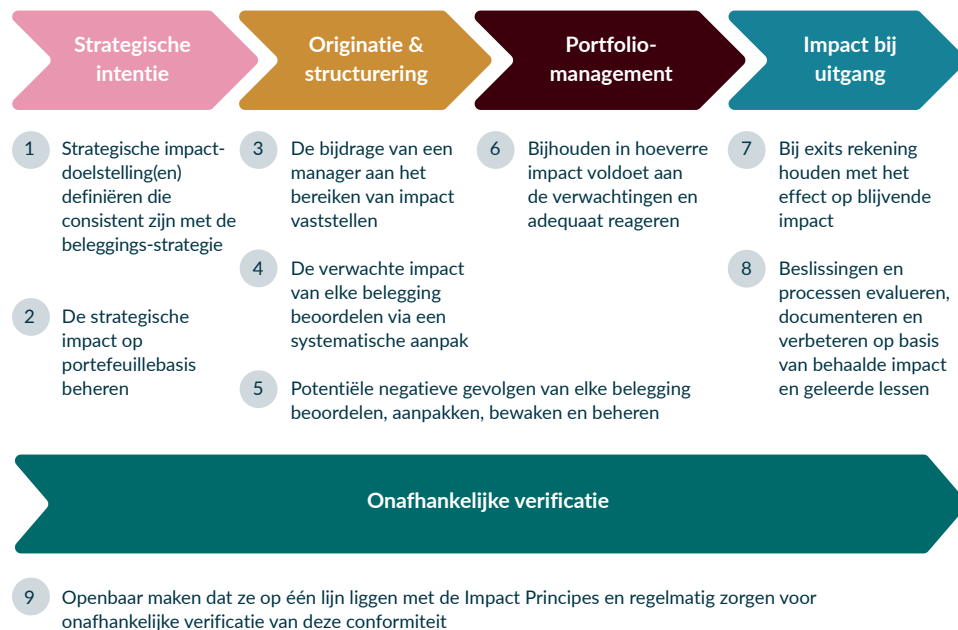 Strategische
intentie
Originatie &
structurering
Portfolio-
management
Impact bij
uitgang
1 Strategische impact-
doelstelling(en)
definiëren die
consistent zijn met de
beleggings-strategie
2 De strategische
impact op
portefeuillebasis
beheren
3 De bijdrage van een
manager aan het
bereiken van impact
vaststellen
4 De verwachte impact
van elke belegging
beoordelen via een
systematische aanpak
5 Potentiële negatieve gevolgen van elke belegging
beoordelen, aanpakken, bewaken en beheren
6 Bijhouden in hoeverre
impact voldoet aan
de verwachtingen en
adequaat reageren
7 Bij exits rekening
houden met het
effect op blijvende
impact
8 Beslissingen en
processen evalueren,
documenteren en
verbeteren op basis
van behaalde impact
en geleerde lessen
Onafhankelijke verificatie
9 Openbaar maken dat ze op één lijn liggen met de Impact Principes en regelmatig zorgen voor
onafhankelijke verificatie van deze conformiteit